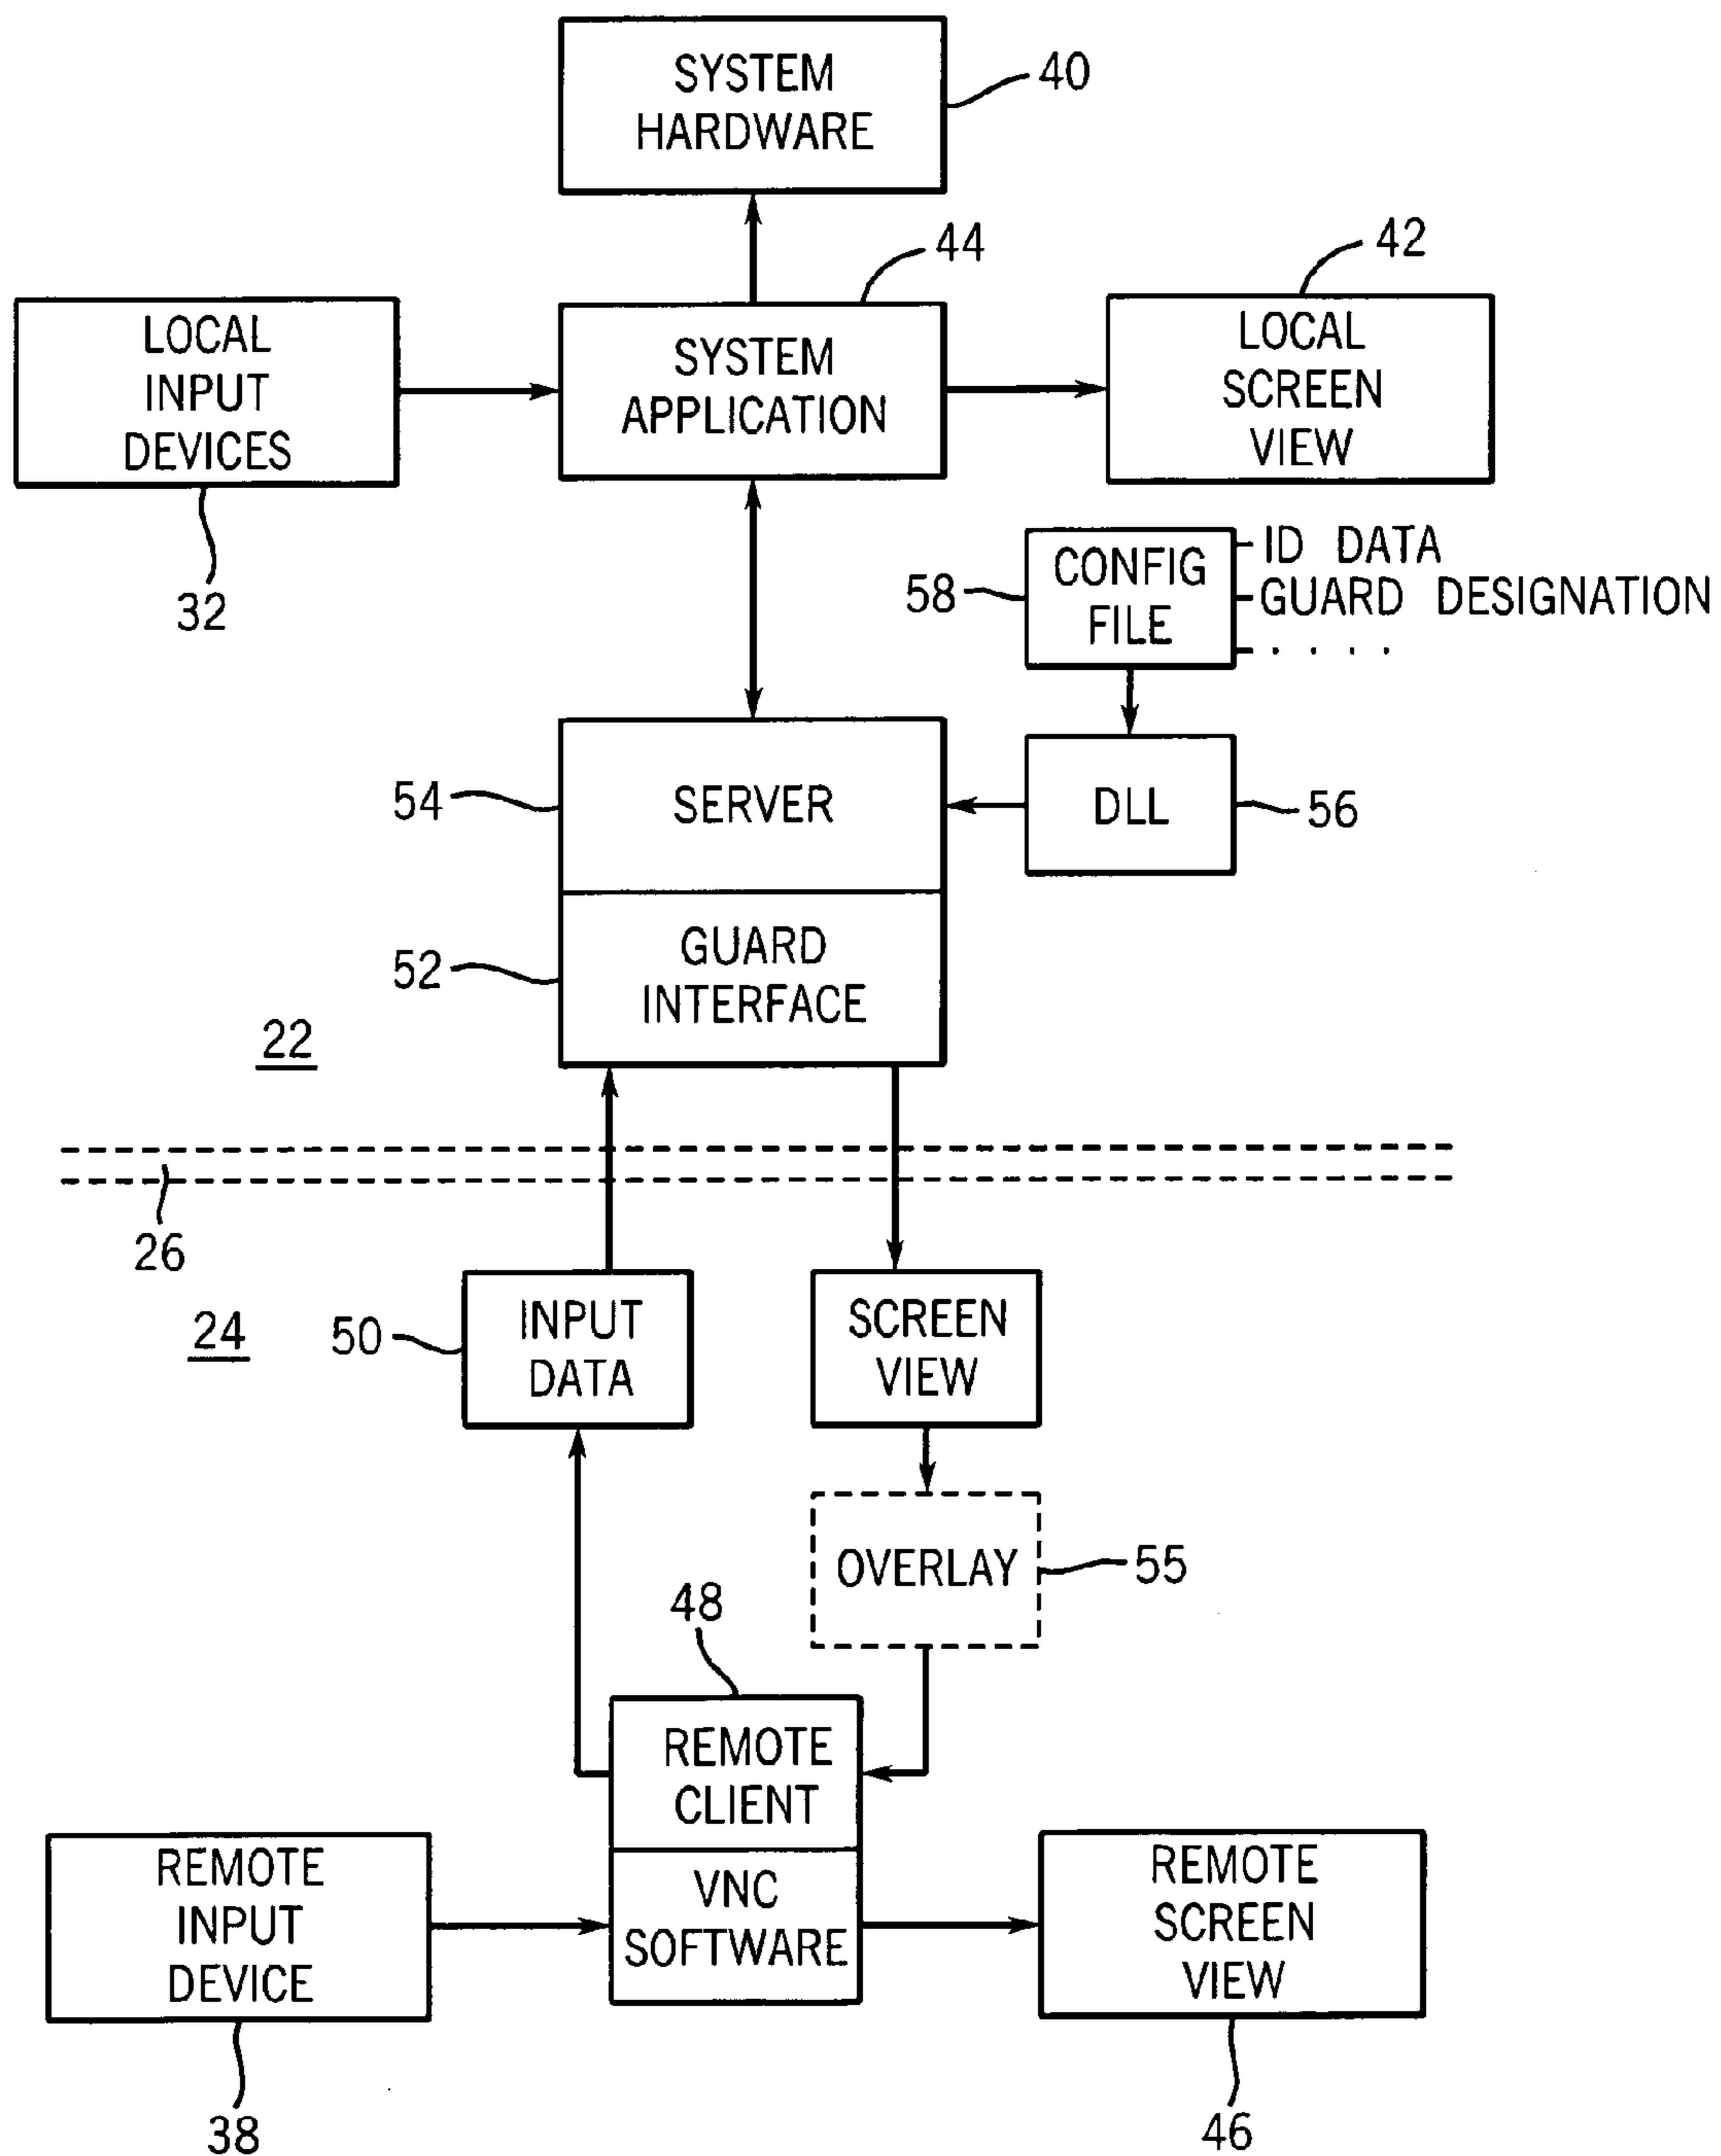 SYSTEM
HARDWARE
40
44
42
LOCAL
INPUT
DEVICES
32
SYSTEM
APPLICATION
LOCAL
SCREEN
VIEW
CONFIG
FILE
58
ID DATA
GUARD DESIGNATION
. . . .
54
SERVER
DLL
56
52
GUARD
INTERFACE
22
26
24
50
INPUT
DATA
SCREEN
VIEW
OVERLAY
55
48
REMOTE
CLIENT
VNC
SOFTWARE
REMOTE
INPUT
DEVICE
38
REMOTE
SCREEN
VIEW
46